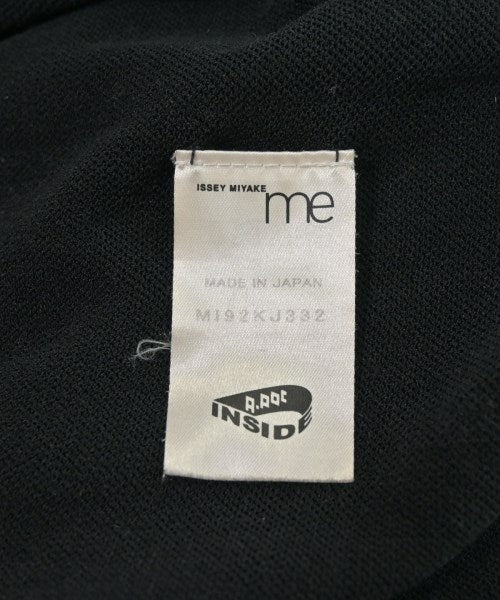 ISSEY MIYAKE me
MADE IN JAPAN
MI92KJ332
A.POC
INSIDE